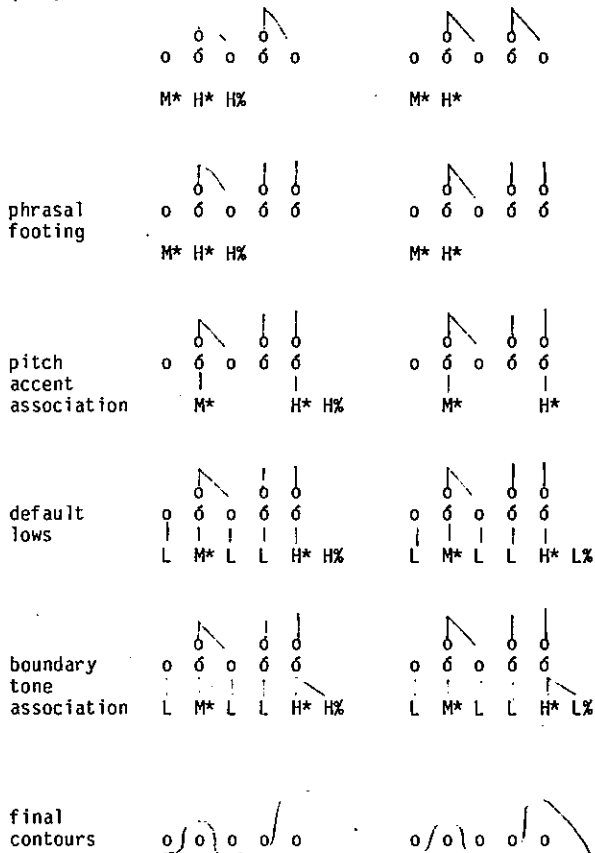 o ó o ó o o ó o ó o
M* H* H% M* H*
phrasal o ó o ó ó o ó o ó ó
footing
M* H* H% M* H*
pitch o ó o ó ó o ó o ó ó
accent
association M* H* H% M* H*
default o ó o ó ó o ó o ó ó
lows
L M* L L H* H% L M* L L H* L%
boundary o ó o ó ó o ó o ó ó
tone
association L M* L L H* H% L M* L L H* L%
final
contours o o o o o o o o o o